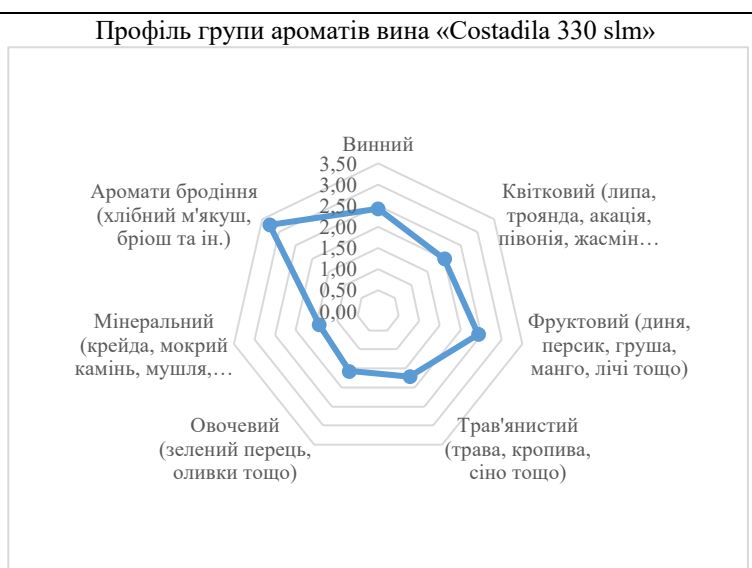 Профіль групи ароматів вина «Costadila 330 slm»
Винний
3,50
3,00
2,50
2,00
1,50
1,00
0,50
0,00
Квітковий (липа,
троянда, акація,
півонія, жасмін…
Фруктовий (диня,
персик, груша,
манго, лічі тощо)
Трав'янистий
(трава, кропива,
сіно тощо)
Овочевий
(зелений перець,
оливки тощо)
Мінеральний
(крейда, мокрий
камінь, мушля,…
Аромати бродіння
(хлібний м'якуш,
бріош та ін.)